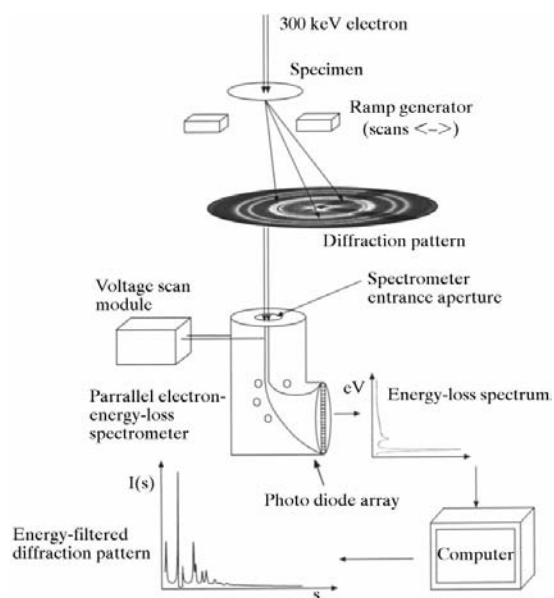 300 keV electron
Specimen
Ramp generator
(scans <-->)
Diffraction pattern
Spectrometer
entrance aperture
Voltage scan
module
Parrallel electron-
energy-loss
spectrometer
eV
Energy-loss spectrum
Photo diode array
I(s)
Energy-filtered
diffraction pattern
s
Computer